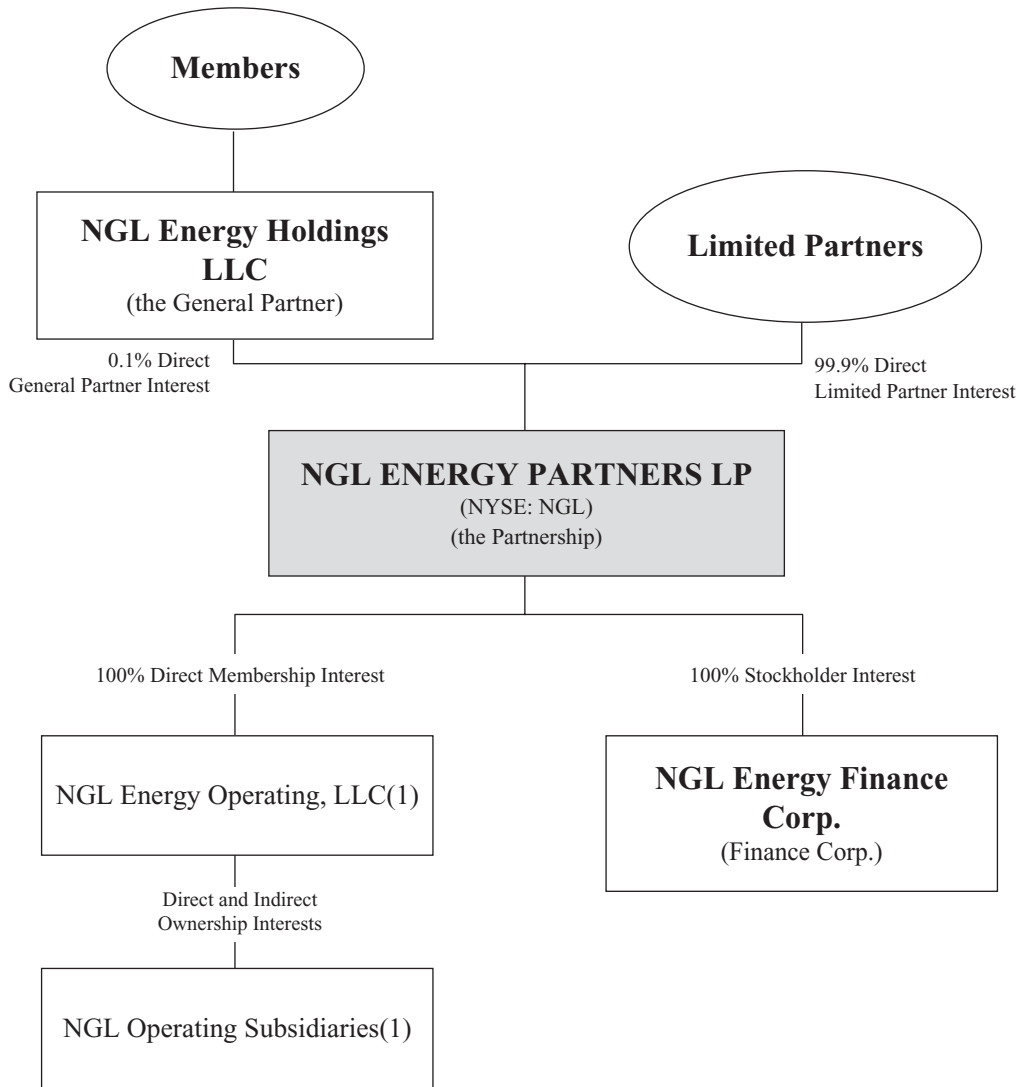 Members
NGL Energy Holdings
LLC
(the General Partner)
Limited Partners
0.1% Direct
General Partner Interest
99.9% Direct
Limited Partner Interest
NGL ENERGY PARTNERS LP
(NYSE: NGL)
(the Partnership)
100% Direct Membership Interest
100% Stockholder Interest
NGL Energy Operating, LLC(1)
NGL Energy Finance
Corp.
(Finance Corp.)
Direct and Indirect
Ownership Interests
NGL Operating Subsidiaries(1)